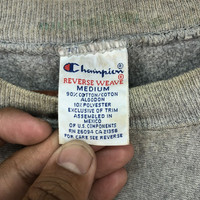 Champion
REVERSE WEAVE
MEDIUM
90% COTTON/COTON
ALGODON
10% POLYESTER
EXCLUSIVE OF TRIM
ASSEMBLED IN
MEXICO
OF U.S. COMPONENTS
RN 26094 CA 21356
FOR CARE SEE REVERSE